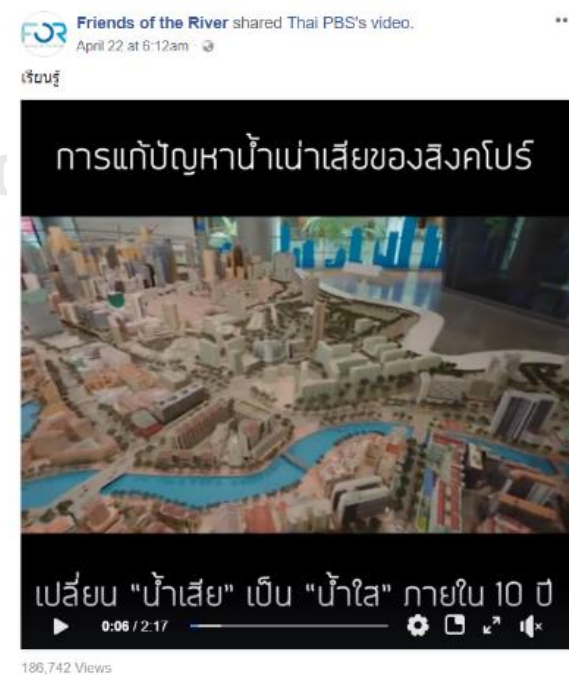 FOR
Friends of the River shared Thai PBS's video.
April 22 at 6:12am
เรียนรู้
การแก้ปัญหาน้ำเน่าเสียของสิงคโปร์
เปลี่ยน "น้ำเสีย" เป็น "น้ำใส" ภายใน 10 ปี
0:06 / 2:17
186,742 Views